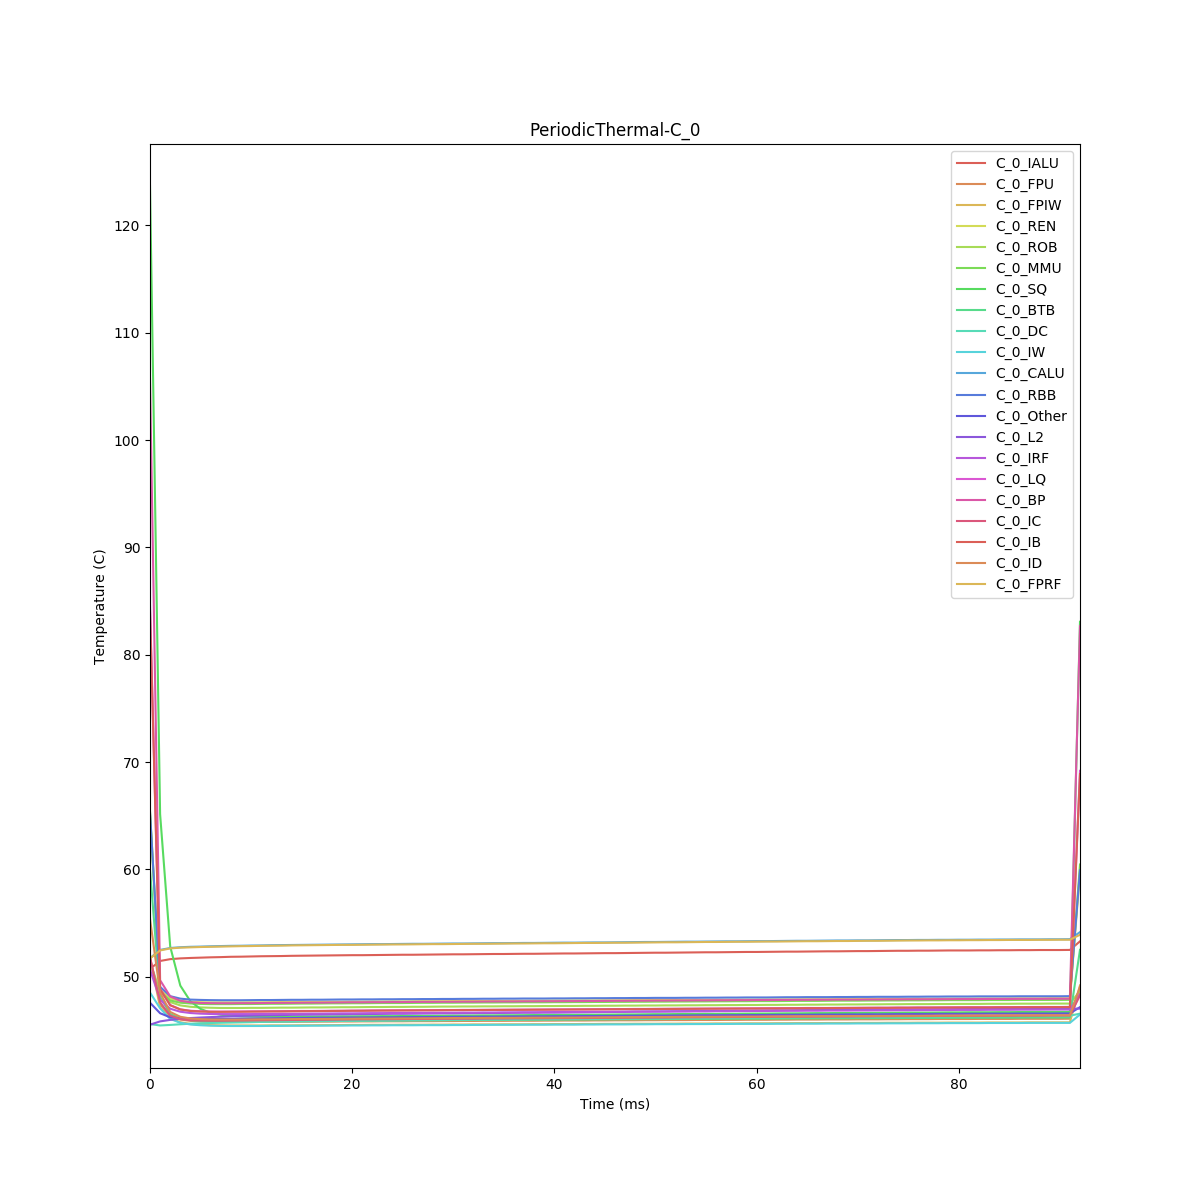 PeriodicThermal-C_0
120
110
100
90
80
70
60
50
Temperature (C)
0
20
40
60
80
Time (ms)
C_0_IALU
C_0_FPU
C_0_FPIW
C_0_REN
C_0_ROB
C_0_MMU
C_0_SQ
C_0_BTB
C_0_DC
C_0_IW
C_0_CALU
C_0_RBB
C_0_Other
C_0_L2
C_0_IRF
C_0_LQ
C_0_BP
C_0_IC
C_0_IB
C_0_ID
C_0_FPRF